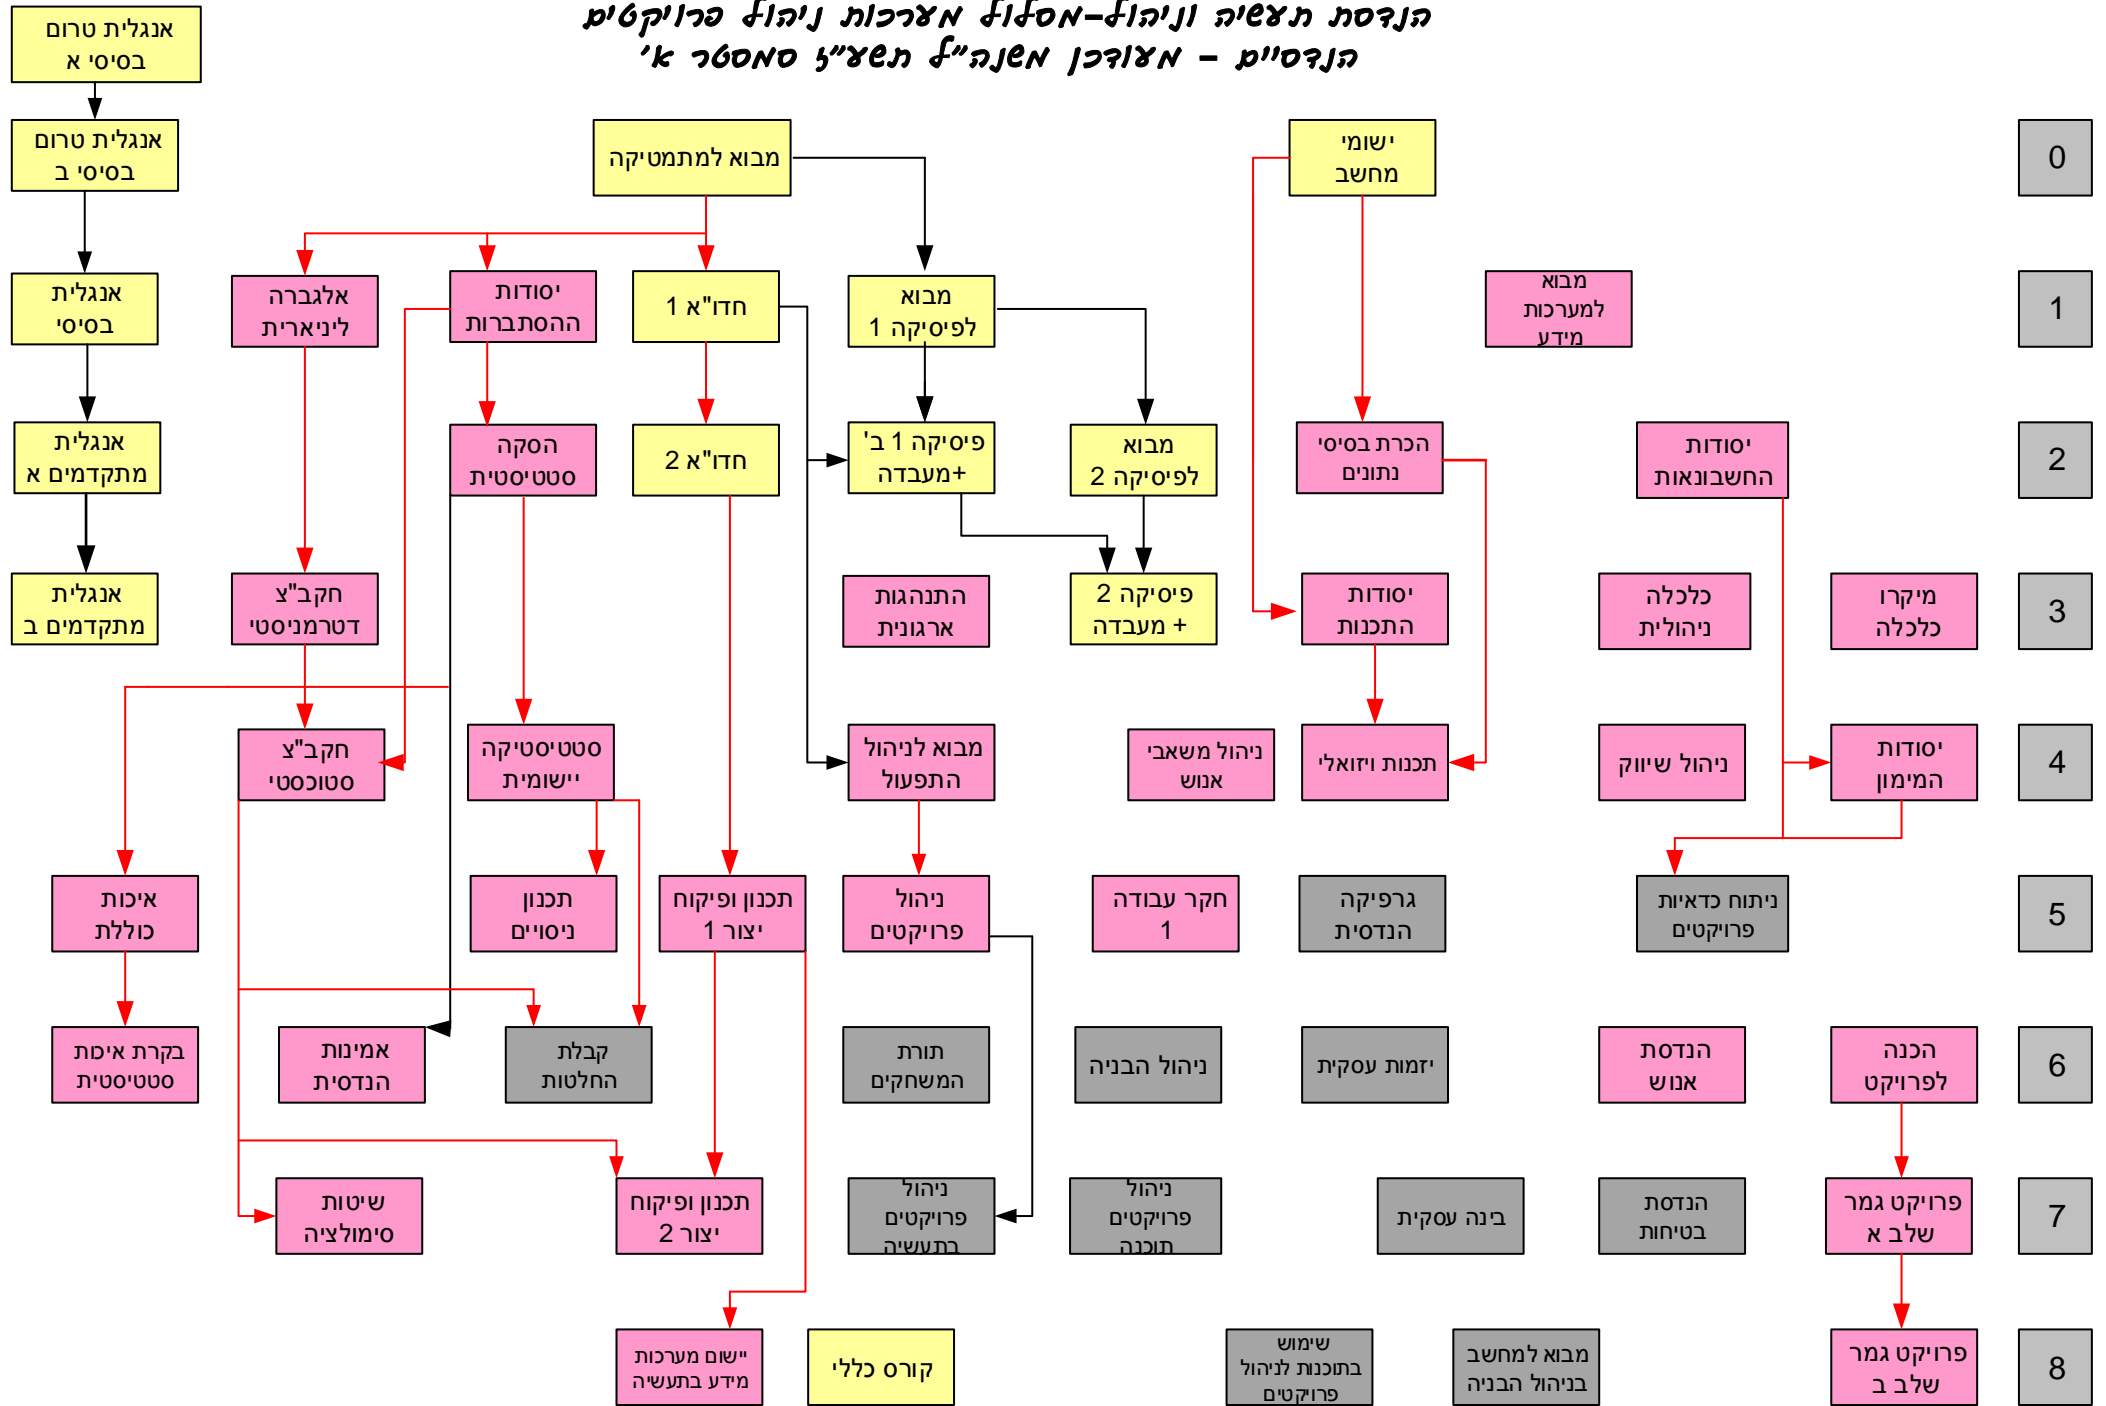 הנדסת תעשיה וניהול-מסלול מערכות ניהול פרויקטים
הנדסיים - מעודכן משנה"ל תשע"ז סמסטר א'
אנגלית טרום
בסיסי א
0
ישומי
מחשב
מבוא למתמטיקה
אנגלית טרום
בסיסי ב
1
מבוא
למערכות
מידע
מבוא
לפיסיקה 1
חדו"א 1
יסודות
ההסתברות
אלגברה
ליניארית
אנגלית
בסיסי
2
יסודות
החשבונאות
הכרת בסיסי
נתונים
מבוא
לפיסיקה 2
פיסיקה 1 ב'
+מעבדה
חדו"א 2
הסקה
סטטיסטית
אנגלית
מתקדמים א
3
מיקרו
כלכלה
כלכלה
ניהולית
יסודות
התכנות
פיסיקה 2
+ מעבדה
התנהגות
ארגונית
חקב"צ
דטרמניסטי
אנגלית
מתקדמים ב
4
יסודות
המימון
ניהול שיווק
תכנות ויזואלי
ניהול משאבי
אנוש
מבוא לניהול
התפעול
סטטיסטיקה
יישומית
חקב"צ
סטוכסטי
5
ניתוח כדאיות
פרויקטים
גרפיקה
הנדסית
חקר עבודה
1
ניהול
פרויקטים
תכנון ופיקוח
יצור 1
תכנון
ניסויים
איכות
כוללת
6
הכנה
לפרויקט
הנדסת
אנוש
יזמות עסקית
ניהול הבניה
תורת
המשחקים
קבלת
החלטות
אמינות
הנדסית
בקרת איכות
סטטיסטית
7
פרויקט גמר
שלב א
הנדסת
בטיחות
בינה עסקית
ניהול
פרויקטים
תוכנה
ניהול
פרויקטים
בתעשיה
תכנון ופיקוח
יצור 2
שיטות
סימולציה
8
פרויקט גמר
שלב ב
מבוא למחשב
בניהול הבניה
שימוש
בתוכנות לניהול
פרויקטים
קורס כללי
יישום מערכות
מידע בתעשיה